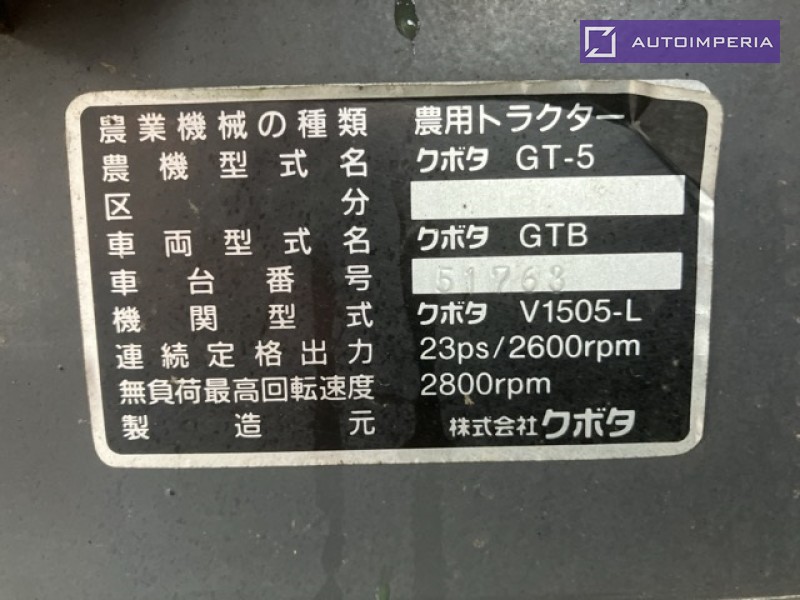 AUTOIMPERIA
農業機械の種類 農用トラクター
農機型式名 クボタ GT-5
区分
車両型式名 クボタ GTB
車台番号 51763
機関型式 クボタ V1505-L
連続定格出力 23ps/2600rpm
無負荷最高回転速度 2800rpm
製造元 株式会社クボタ